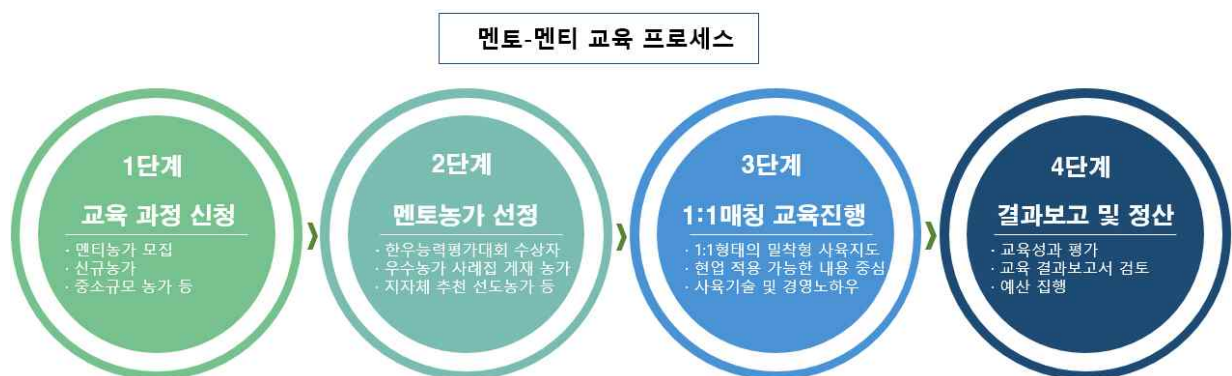 멘토-멘티 교육 프로세스
1단계
교육 과정 신청
· 멘티농가 모집
· 신규농가
· 중소규모 농가 등
2단계
멘토농가 선정
· 한우능력평가대회 수상자
· 우수농가 사례집 게재 농가
· 지자체 추천 선도농가 등
3단계
1:1매칭 교육진행
· 1:1형태의 밀착형 사육지도
· 현업 적용 가능한 내용 중심
· 사육기술 및 경영노하우
4단계
결과보고 및 정산
· 교육성과 평가
· 교육 결과보고서 검토
· 예산 집행